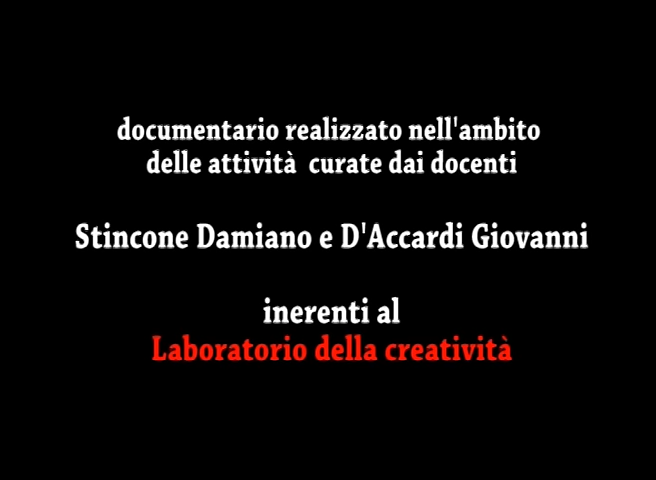 documentario realizzato nell'ambito
delle attività curate dai docenti
Stincone Damiano e D'Accardi Giovanni
inerenti al
Laboratorio della creatività